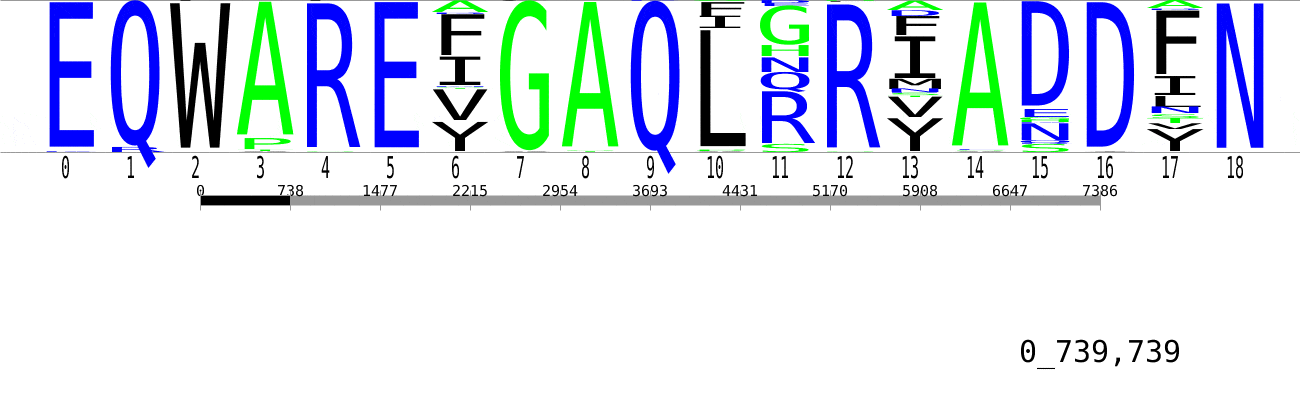 E Q W A R E V G A Q L R R Y A D D F N
0 1 2 3 4 5 6 7 8 9 10 11 12 13 14 15 16 17 18
0 738 1477 2215 2954 3693 4431 5170 5908 6647 7386
0_739,739